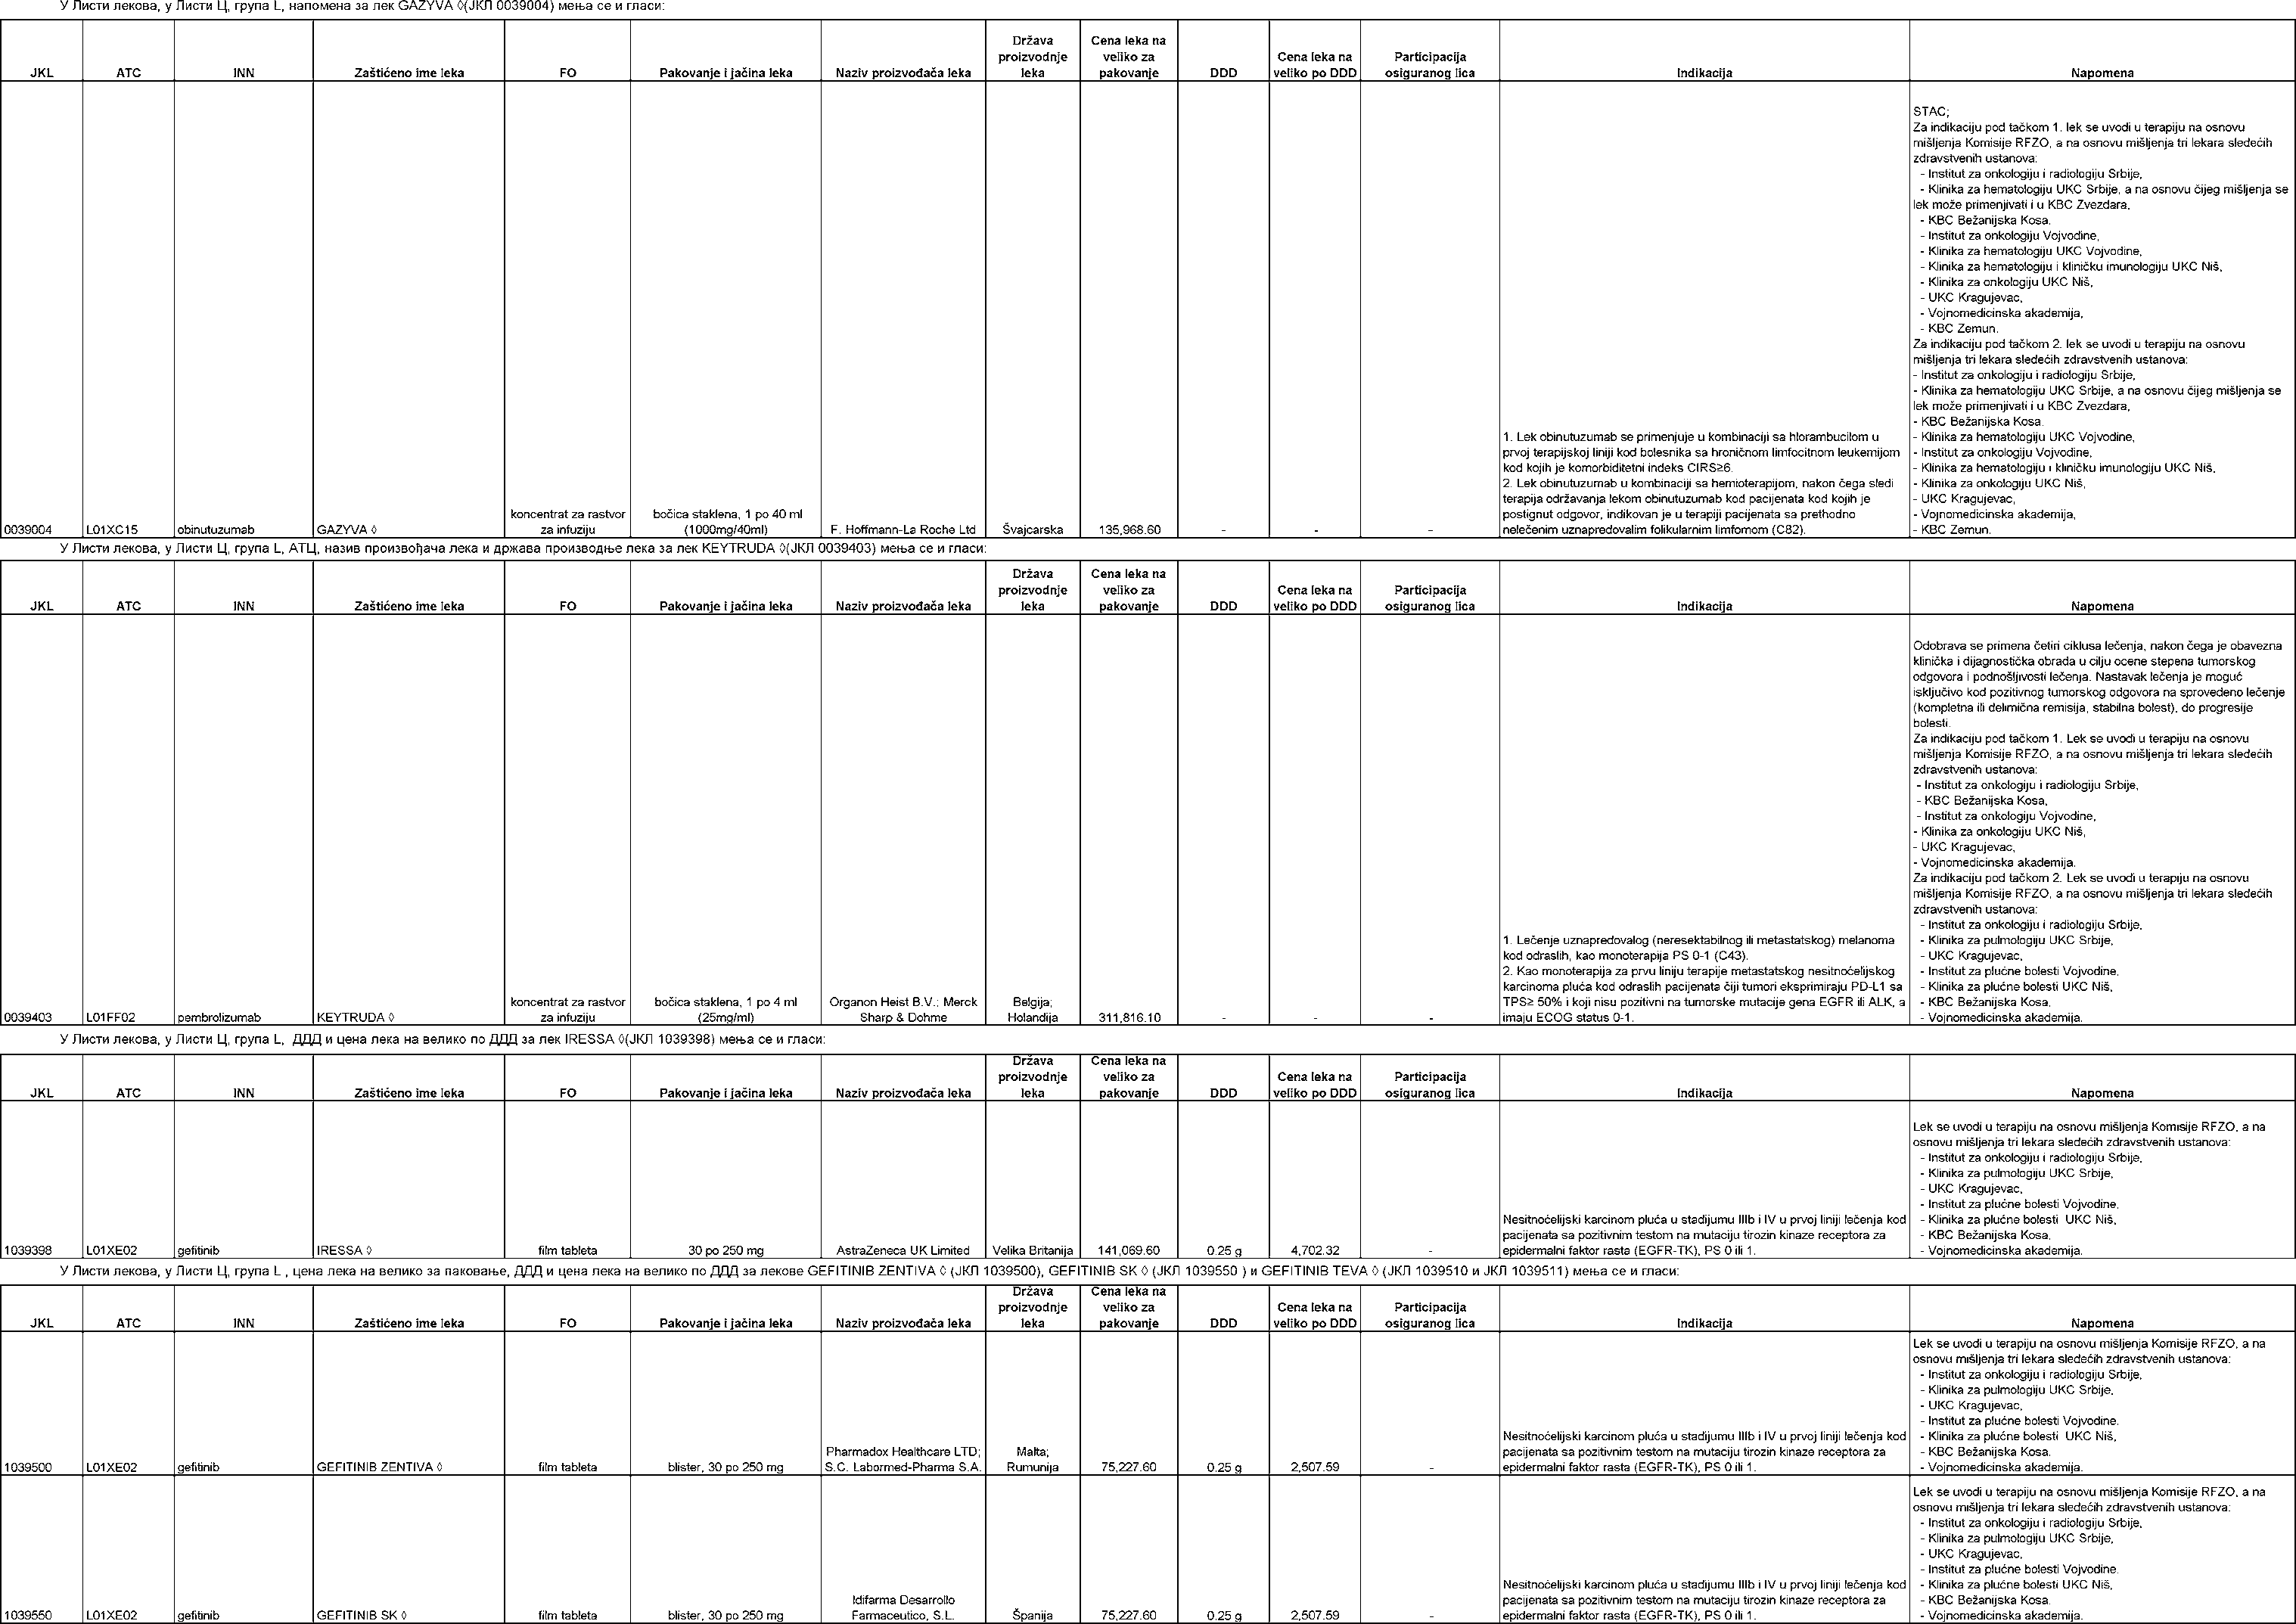 У Листи лекова, у Листи Ц, група L, напомена за лек GAZYVA ◊(ЈКЛ 0039004) мења се и гласи:
JKL ATC INN Zaštićeno ime leka FO Pakovanje i jačina leka Naziv proizvođača leka Država proizvodnje leka Cena leka na veliko za pakovanje DDD Cena leka na veliko po DDD Participacija osiguranog lica Indikacija Napomena
STAC;
Za indikaciju pod tačkom 1. lek se uvodi u terapiju na osnovu
mišljenja Komisije RFZO, a na osnovu mišljenja tri lekara sledećih
zdravstvenih ustanova:
- Institut za onkologiju i radiologiju Srbije,
- Klinika za hematologiju UKC Srbije, a na osnovu čijeg mišljenja se
lek može primenjivati i u KBC Zvezdara,
- KBC Bežanijska Kosa.
- Institut za onkologiju Vojvodine,
- Klinika za hematologiju UKC Vojvodine,
- Klinika za hematologiju i kliničku imunologiju UKC Niš,
- Klinika za onkologiju UKC Niš,
- UKC Kragujevac,
- Vojnomedicinska akademija,
- KBC Zemun.
Za indikaciju pod tačkom 2. lek se uvodi u terapiju na osnovu
mišljenja tri lekara sledećih zdravstvenih ustanova:
- Institut za onkologiju i radiologiju Srbije,
- Klinika za hematologiju UKC Srbije, a na osnovu čijeg mišljenja se
lek može primenjivati i u KBC Zvezdara,
- KBC Bežanijska Kosa.
- Klinika za hematologiju UKC Vojvodine,
- Institut za onkologiju Vojvodine,
- Klinika za hematologiju i kliničku imunologiju UKC Niš,
- Klinika za onkologiju UKC Niš,
- UKC Kragujevac,
- Vojnomedicinska akademija,
- KBC Zemun.
1. Lek obinutuzumab se primenjuje u kombinaciji sa hlorambucilom u
prvoj terapijskoj liniji kod bolesnika sa hroničnom limfocitnom leukemijom
kod kojih je komorbiditetni indeks CIRS≥6.
2. Lek obinutuzumab u kombinaciji sa hemioterapijom, nakon čega sledi
terapija održavanja lekom obinutuzumab kod pacijenata kod kojih je
postignut odgovor, indikovan je u terapiji pacijenata sa prethodno
nelečenim uznapredovalim folikularnim limfomom (C82).
0039004 L01XC15 obinutuzumab GAZYVA ◊ koncentrat za rastvor za infuziju bočica staklena, 1 po 40 ml (1000mg/40ml) F. Hoffmann-La Roche Ltd Švajcarska 135,968.60 - - -
У Листи лекова, у Листи Ц, група L, АТЦ, назив произвођача лека и држава производње лека за лек KEYTRUDA ◊(ЈКЛ 0039403) мења се и гласи:
JKL ATC INN Zaštićeno ime leka FO Pakovanje i jačina leka Naziv proizvođača leka Država proizvodnje leka Cena leka na veliko za pakovanje DDD Cena leka na veliko po DDD Participacija osiguranog lica Indikacija Napomena
Odobrava se primena četiri ciklusa lečenja, nakon čega je obavezna
klinička i dijagnostička obrada u cilju ocene stepena tumorskog
odgovora i podnošljivosti lečenja. Nastavak lečenja je moguć
isključivo kod pozitivnog tumorskog odgovora na sprovedeno lečenje
(kompletna ili delimična remisija, stabilna bolest), do progresije
bolesti.
Za indikaciju pod tačkom 1. Lek se uvodi u terapiju na osnovu
mišljenja Komisije RFZO, a na osnovu mišljenja tri lekara sledećih
zdravstvenih ustanova:
- Institut za onkologiju i radiologiju Srbije,
- KBC Bežanijska Kosa,
- Institut za onkologiju Vojvodine,
- Klinika za onkologiju UKC Niš,
- UKC Kragujevac,
- Vojnomedicinska akademija.
Za indikaciju pod tačkom 2. Lek se uvodi u terapiju na osnovu
mišljenja Komisije RFZO, a na osnovu mišljenja tri lekara sledećih
zdravstvenih ustanova:
- Institut za onkologiju i radiologiju Srbije,
- Klinika za pulmologiju UKC Srbije,
- UKC Kragujevac,
- Institut za plućne bolesti Vojvodine,
- Klinika za plućne bolesti UKC Niš,
- KBC Bežanijska Kosa,
- Vojnomedicinska akademija.
1. Lečenje uznapredovalog (neresektabilnog ili metastatskog) melanoma
kod odraslih, kao monoterapija PS 0-1 (C43).
2. Kao monoterapija za prvu liniju terapije metastatskog nesitnoćelijskog
karcinoma pluća kod odraslih pacijenata čiji tumori eksprimiraju PD-L1 sa
TPS≥ 50% i koji nisu pozitivni na tumorske mutacije gena EGFR ili ALK, a
imaju ECOG status 0-1.
0039403 L01FF02 pembrolizumab KEYTRUDA ◊ koncentrat za rastvor za infuziju bočica staklena, 1 po 4 ml (25mg/ml) Organon Heist B.V.; Merck Sharp & Dohme Belgija; Holandija 311,816.10 - - -
У Листи лекова, у Листи Ц, група L, ДДД и цена лека на велико по ДДД за лек IRESSA ◊(ЈКЛ 1039398) мења се и гласи:
JKL ATC INN Zaštićeno ime leka FO Pakovanje i jačina leka Naziv proizvođača leka Država proizvodnje leka Cena leka na veliko za pakovanje DDD Cena leka na veliko po DDD Participacija osiguranog lica Indikacija Napomena
Lek se uvodi u terapiju na osnovu mišljenja Komisije RFZO, a na
osnovu mišljenja tri lekara sledećih zdravstvenih ustanova:
- Institut za onkologiju i radiologiju Srbije,
- Klinika za pulmologiju UKC Srbije,
- UKC Kragujevac,
- Institut za plućne bolesti Vojvodine,
- Klinika za plućne bolesti UKC Niš,
- KBC Bežanijska Kosa,
- Vojnomedicinska akademija.
Nesitnoćelijski karcinom pluća u stadijumu IIIb i IV u prvoj liniji lečenja kod
pacijenata sa pozitivnim testom na mutaciju tirozin kinaze receptora za
epidermalni faktor rasta (EGFR-TK), PS 0 ili 1.
1039398 L01XE02 gefitinib IRESSA ◊ film tableta 30 po 250 mg AstraZeneca UK Limited Velika Britanija 141,069.60 0.25 g 4,702.32 -
У Листи лекова, у Листи Ц, група L , цена лека на велико за паковање, ДДД и цена лека на велико по ДДД за лекове GEFITINIB ZENTIVA ◊ (ЈКЛ 1039500), GEFITINIB SK ◊ (ЈКЛ 1039550 ) и GEFITINIB TEVA ◊ (ЈКЛ 1039510 и ЈКЛ 1039511) мења се и гласи:
JKL ATC INN Zaštićeno ime leka FO Pakovanje i jačina leka Naziv proizvođača leka Država proizvodnje leka Cena leka na veliko za pakovanje DDD Cena leka na veliko po DDD Participacija osiguranog lica Indikacija Napomena
Lek se uvodi u terapiju na osnovu mišljenja Komisije RFZO, a na
osnovu mišljenja tri lekara sledećih zdravstvenih ustanova:
- Institut za onkologiju i radiologiju Srbije,
- Klinika za pulmologiju UKC Srbije,
- UKC Kragujevac,
- Institut za plućne bolesti Vojvodine.
- Klinika za plućne bolesti UKC Niš,
- KBC Bežanijska Kosa.
- Vojnomedicinska akademija.
Nesitnoćelijski karcinom pluća u stadijumu IIIb i IV u prvoj liniji lečenja kod
pacijenata sa pozitivnim testom na mutaciju tirozin kinaze receptora za
epidermalni faktor rasta (EGFR-TK), PS 0 ili 1.
1039500 L01XE02 gefitinib GEFITINIB ZENTIVA ◊ film tableta blister, 30 po 250 mg Pharmadox Healthcare LTD; S.C. Labormed-Pharma S.A. Malta; Rumunija 75,227.60 0.25 g 2,507.59 -
Lek se uvodi u terapiju na osnovu mišljenja Komisije RFZO, a na
osnovu mišljenja tri lekara sledećih zdravstvenih ustanova:
- Institut za onkologiju i radiologiju Srbije,
- Klinika za pulmologiju UKC Srbije,
- UKC Kragujevac,
- Institut za plućne bolesti Vojvodine.
- Klinika za plućne bolesti UKC Niš,
- KBC Bežanijska Kosa.
- Vojnomedicinska akademija.
Nesitnoćelijski karcinom pluća u stadijumu IIIb i IV u prvoj liniji lečenja kod
pacijenata sa pozitivnim testom na mutaciju tirozin kinaze receptora za
epidermalni faktor rasta (EGFR-TK), PS 0 ili 1.
1039550 L01XE02 gefitinib GEFITINIB SK ◊ film tableta blister, 30 po 250 mg Idifarma Desarrollo Farmaceutico, S.L. Španija 75,227.60 0.25 g 2,507.59 -